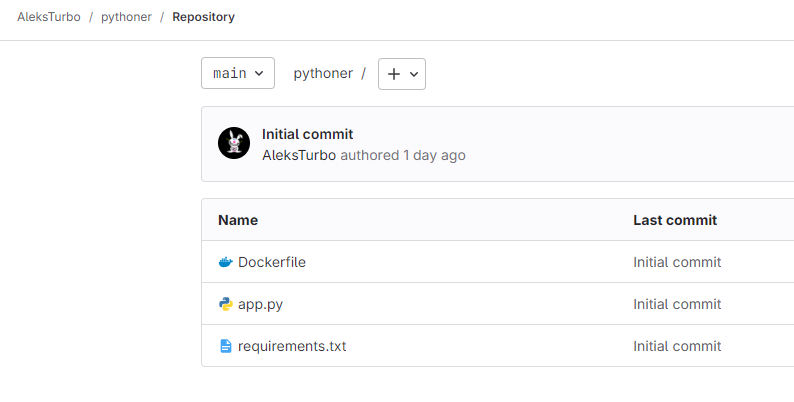 AleksTurbo / pythoner / Repository
main pythoner / +
Initial commit
AleksTurbo authored 1 day ago
Name Last commit
Dockerfile Initial commit
app.py Initial commit
requirements.txt Initial commit